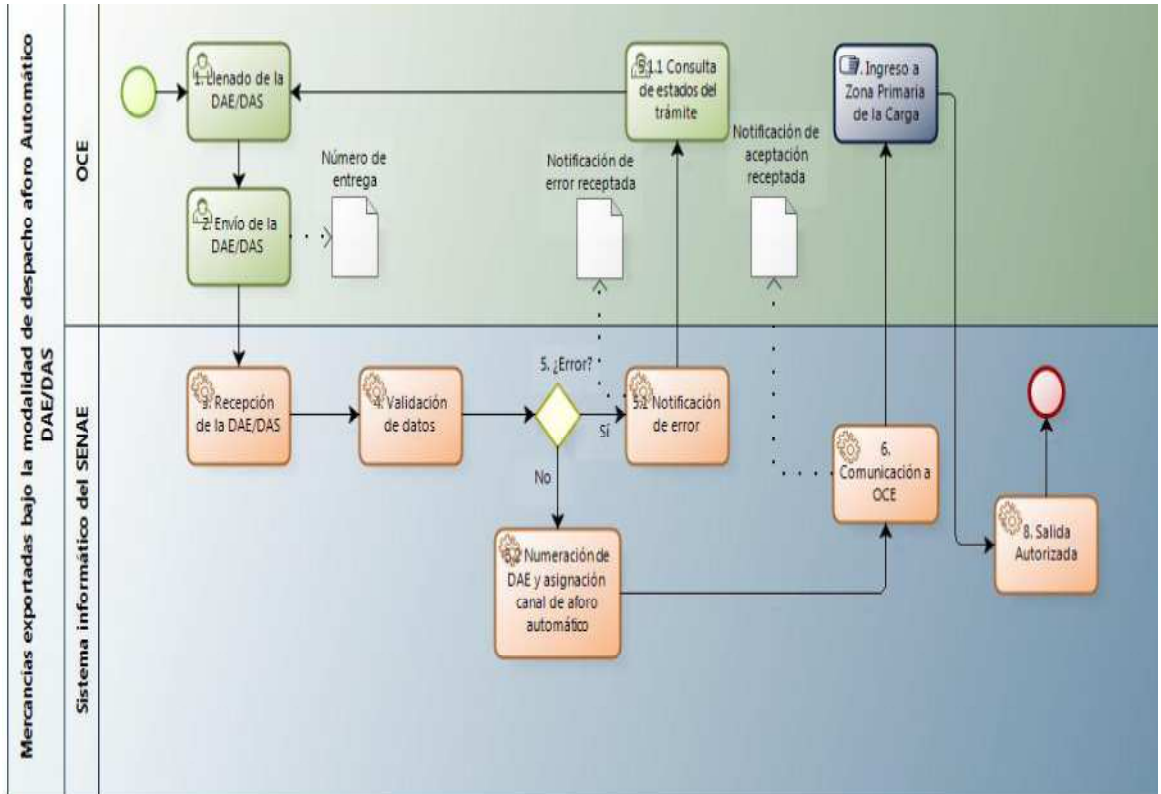 Mercancías exportadas bajo la modalidad de despacho aforo Automático
DAE/DAS
OCE
1. Llenado de la
DAE/DAS
2. Envío de la
DAE/DAS
Número de
entrega
Notificación de
error receptada
5.1.1 Consulta
de estados del
trámite
Notificación de
aceptación
receptada
7. Ingreso a
Zona Primaria
de la Carga
Sistema informático del SENAE
3. Recepción
de la DAE/DAS
4. Validación
de datos
5. ¿Error?
Sí
No
5.1 Notificación
de error
5.2 Numeración de
DAE y asignación
canal de aforo
automático
6.
Comunicación a
OCE
8. Salida
Autorizada